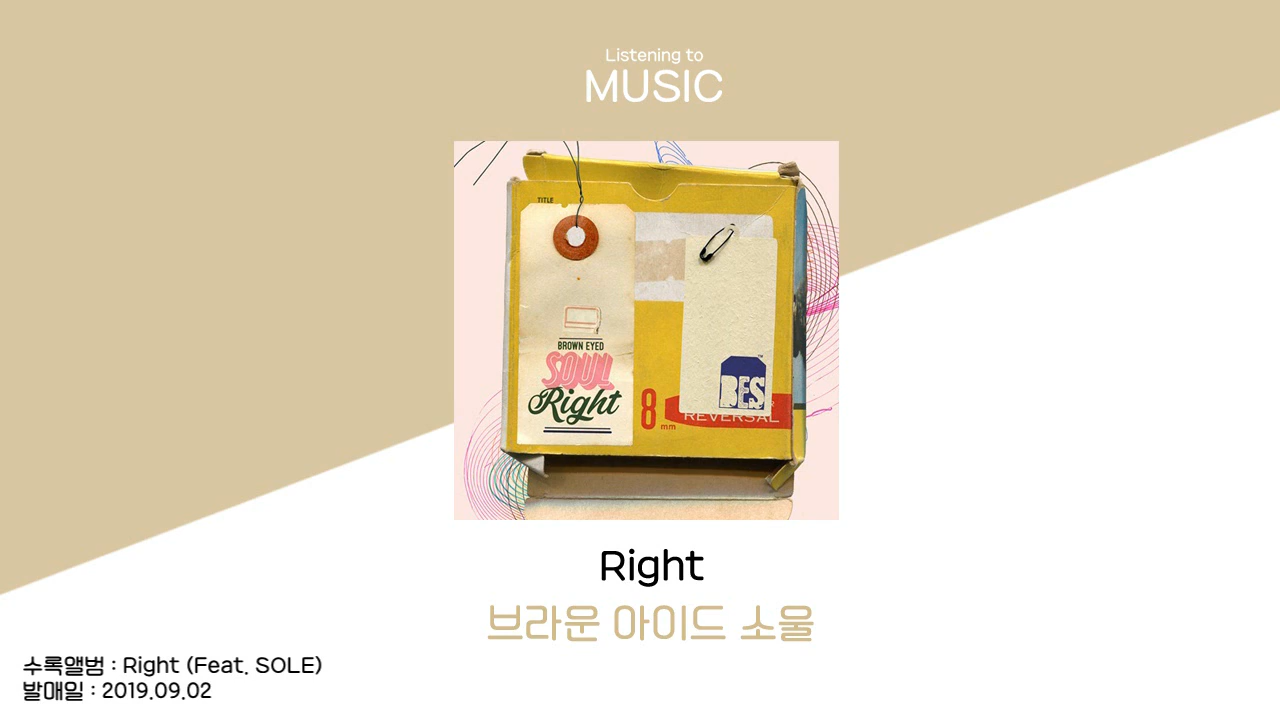 Listening to
MUSIC
TITLE
BROWN EYED
SOUL
Right
8 mm
REVERSAL
BES
TM
Right
브라운 아이드 소울
수록앨범 : Right (Feat. SOLE)
발매일 : 2019.09.02